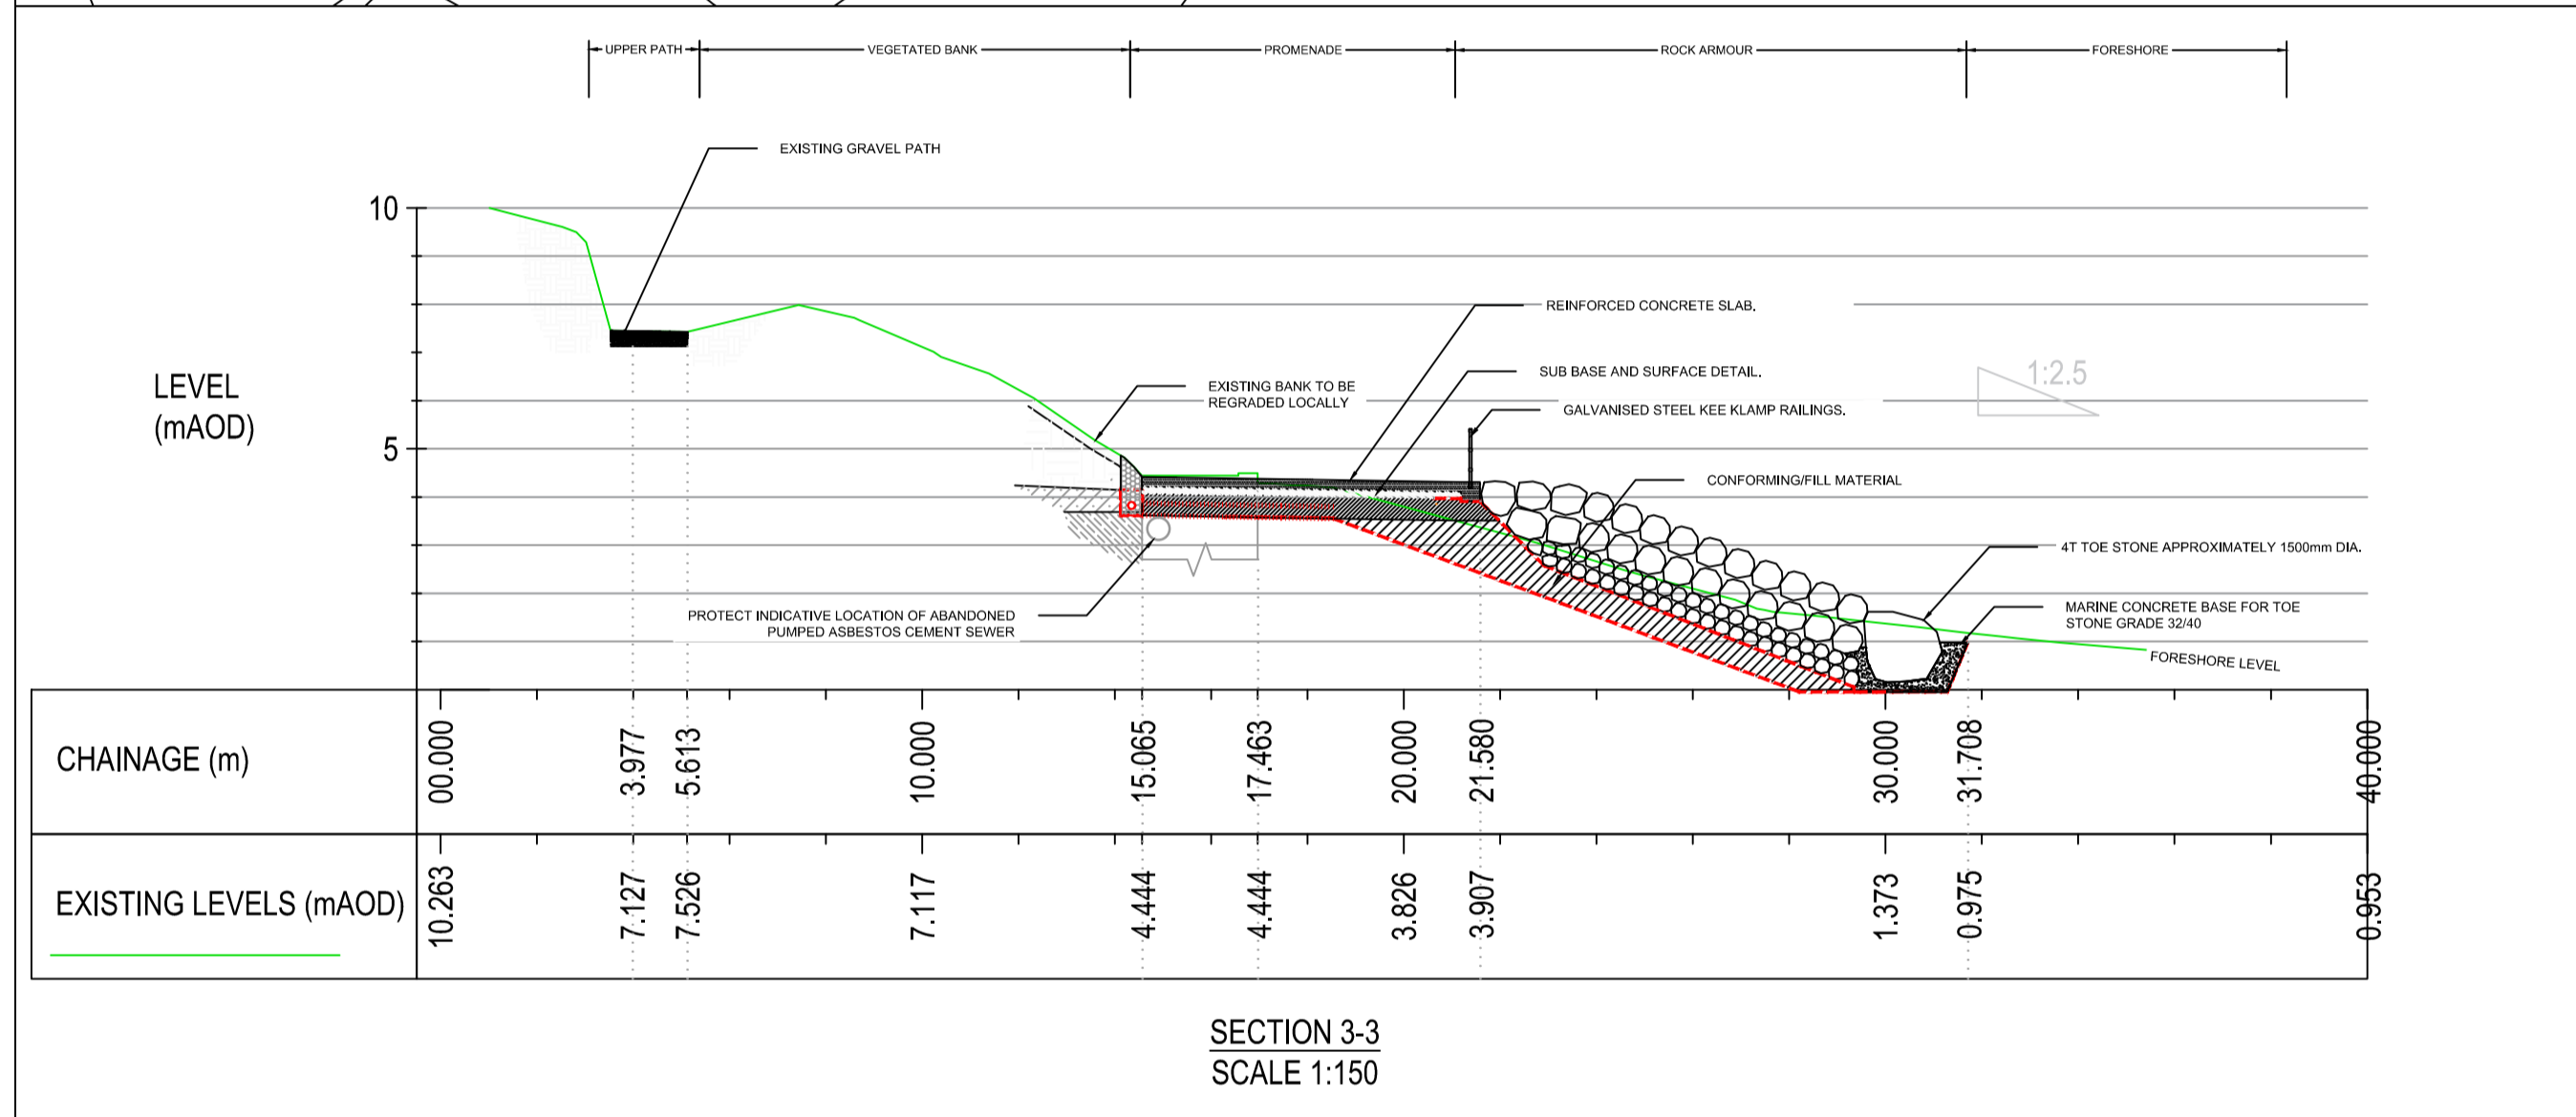 UPPER PATH
VEGETATED BANK
PROMENADE
ROCK ARMOUR
FORESHORE
EXISTING GRAVEL PATH
10
REINFORCED CONCRETE SLAB.
SUB BASE AND SURFACE DETAIL.
1:2.5
LEVEL
(mAOD)
EXISTING BANK TO BE
REGRADED LOCALLY
GALVANISED STEEL KEE KLAMP RAILINGS.
5
CONFORMING/FILL MATERIAL
4T TOE STONE APPROXIMATELY 1500mm DIA.
PROTECT INDICATIVE LOCATION OF ABANDONED
PUMPED ASBESTOS CEMENT SEWER
MARINE CONCRETE BASE FOR TOE
STONE GRADE 32/40
FORESHORE LEVEL
CHAINAGE (m)
00.000
3.977
5.613
10.000
15.065
17.463
20.000
21.580
30.000
31.708
40.000
EXISTING LEVELS (mAOD)
10.263
7.127
7.526
7.117
4.444
4.444
3.826
3.907
1.373
0.975
0.953
SECTION 3-3
SCALE 1:150